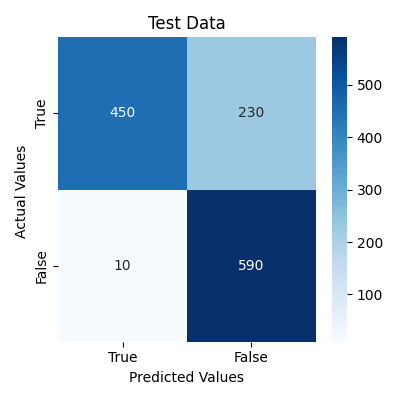 Test Data
Actual Values
True
450
230
False
10
590
True
False
Predicted Values
500
400
300
200
100